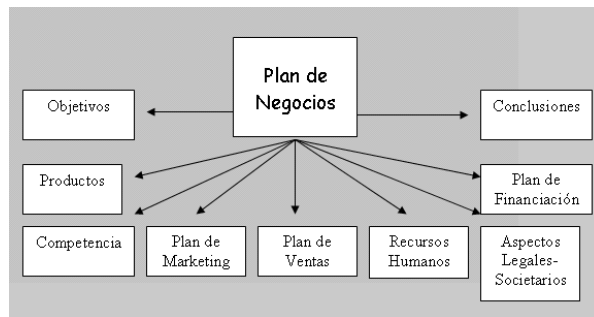 Plan de
Negocios
Objetivos
Conclusiones
Productos
Plan de
Financiación
Competencia
Plan de
Marketing
Plan de
Ventas
Recursos
Humanos
Aspectos
Legales-
Societarios